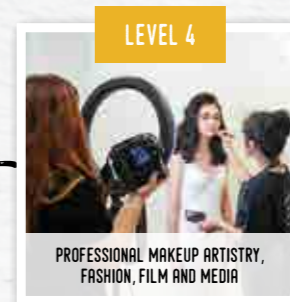 LEVEL 4
PROFESSIONAL MAKEUP ARTISTRY,
FASHION, FILM AND MEDIA